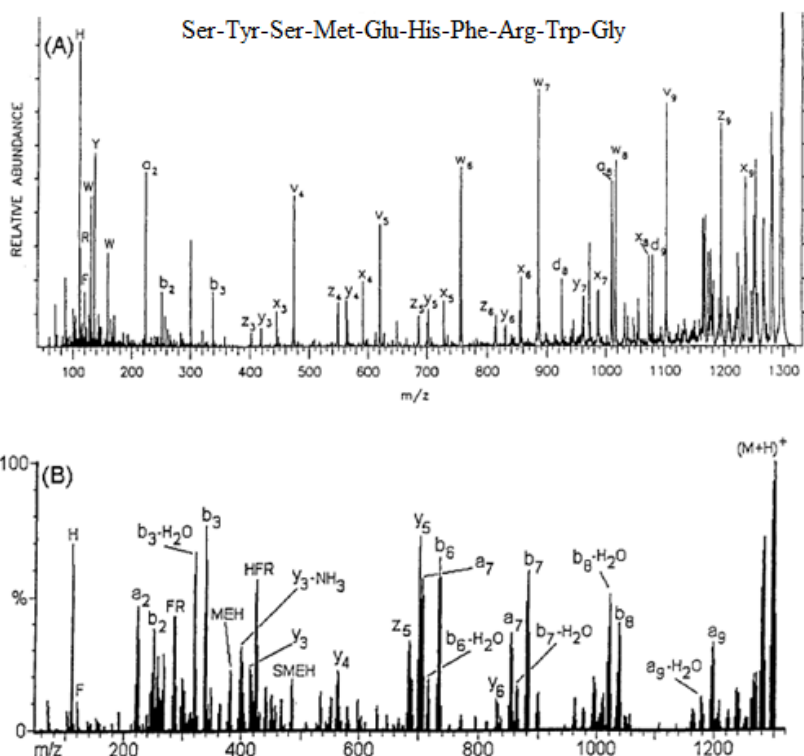 Ser-Tyr-Ser-Met-Glu-His-Phe-Arg-Trp-Gly
(A)
RELATIVE ABUNDANCE
H
R
F
W
Y
W
a2
b2
b3
z3
y3
x3
v4
z4
y4
x4
v5
z5
y5
x5
w6
z6
y6
x6
w7
d8
y7
x7
a8
w8
x8
d9
v9
z9
x9
100 200 300 400 500 600 700 800 900 1000 1100 1200 1300
m/z
(B)
(M+H)+
100
%
0
H
F
a2
b2
FR
b3-H2O
b3
MEH
HFR
y3-NH3
y3
SMEH
y4
z5
y5
b6
a7
b6-H2O
y6
a7
b7
b7-H2O
b8-H2O
b8
a9-H2O
a9
m/z 200 400 600 800 1000 1200